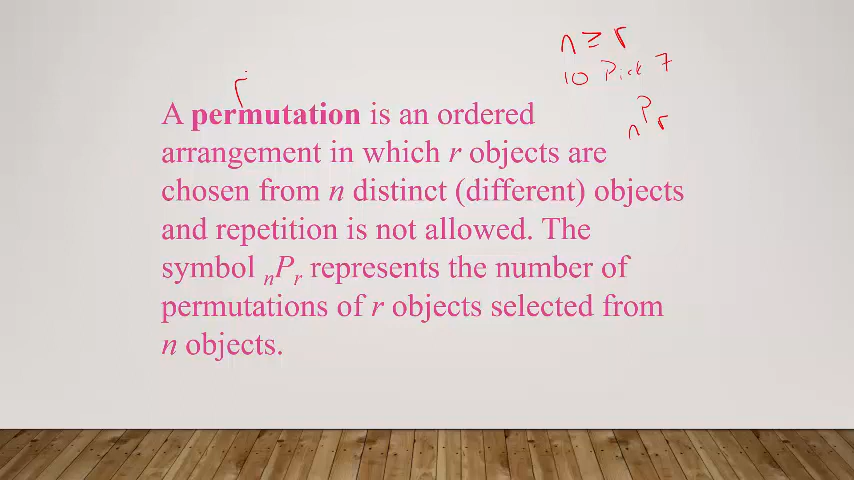 n ≥ r
10 Pick 7
r
A permutation is an ordered
nPr
arrangement in which r objects are
chosen from n distinct (different) objects
and repetition is not allowed. The
symbol nPr represents the number of
permutations of r objects selected from
n objects.